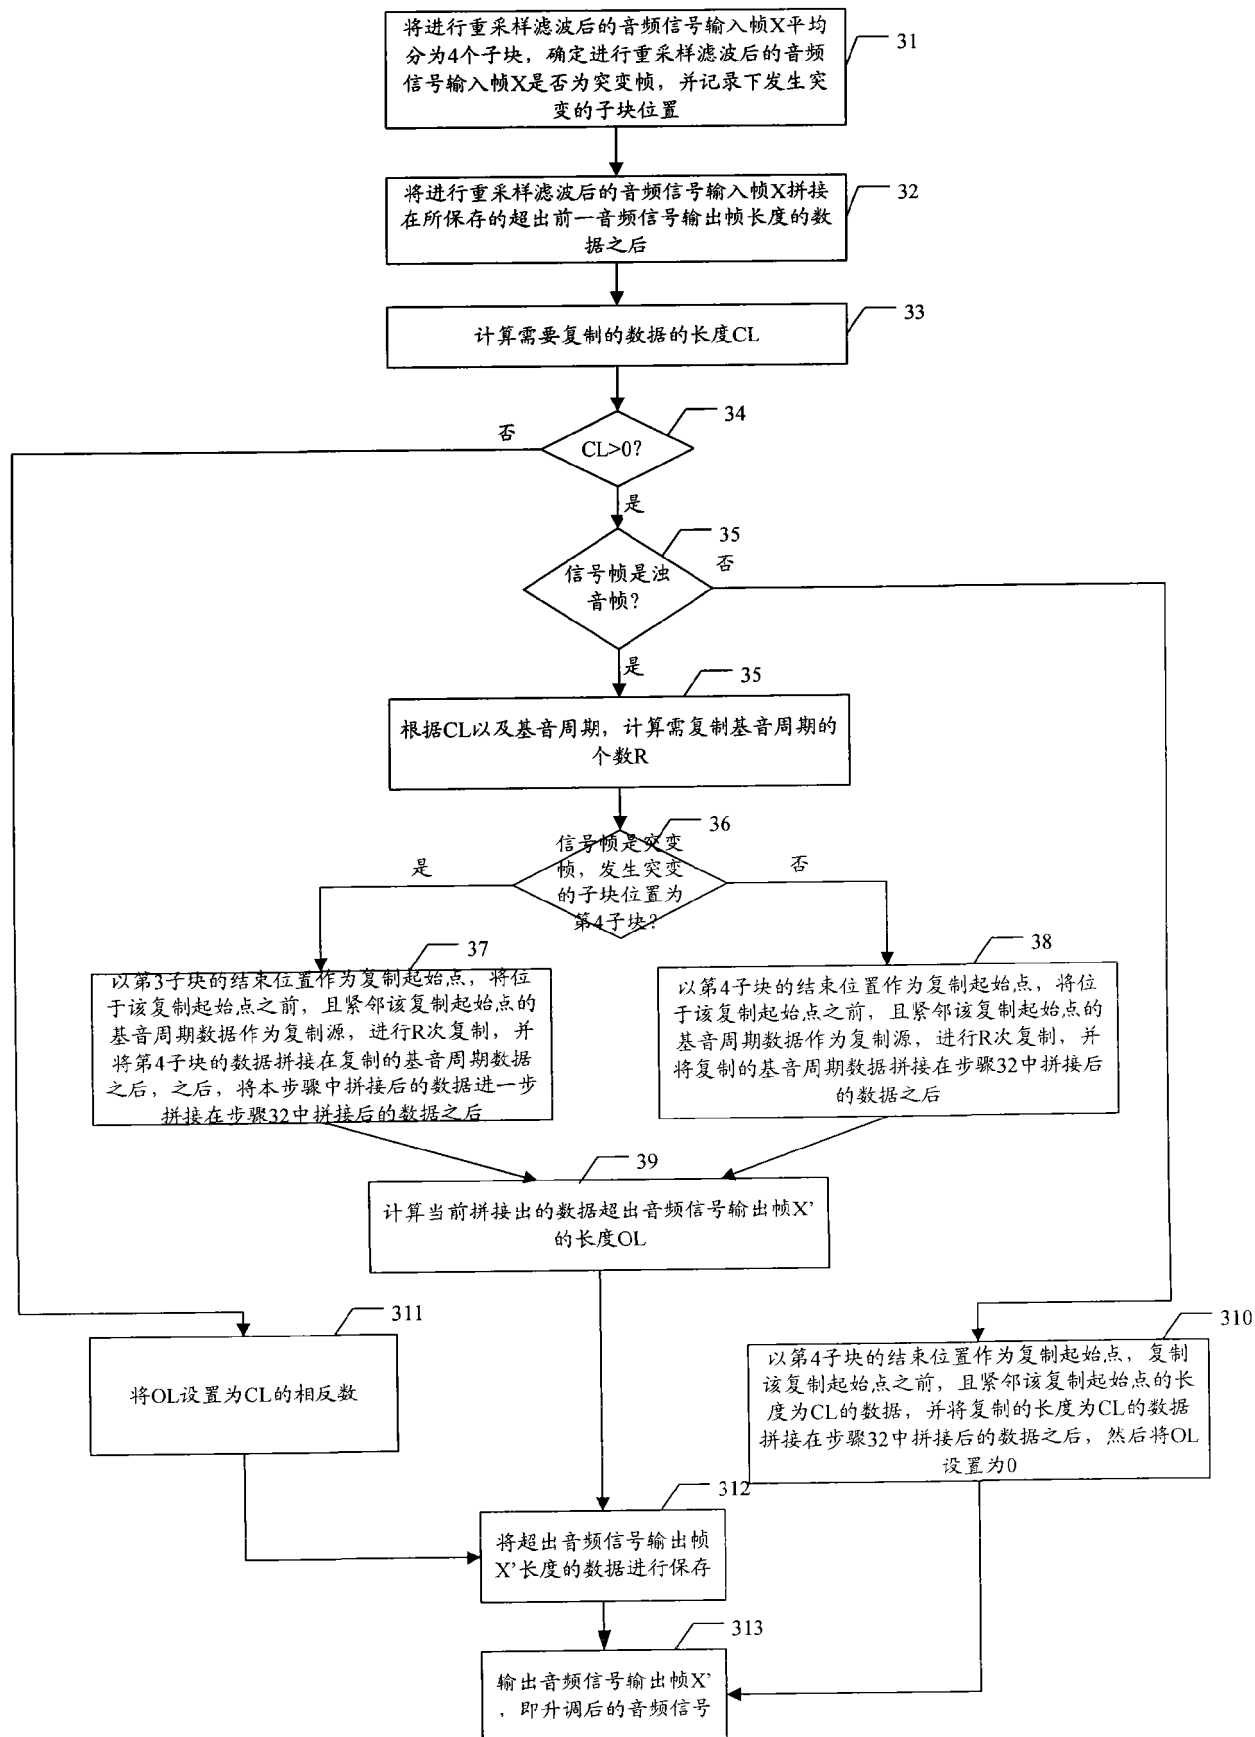 将进行重采样滤波后的音频信号输入帧X平均
分为4个子块，确定进行重采样滤波后的音频
信号输入帧X是否为突变帧，并记录下发生突
变的子块位置
31
将进行重采样滤波后的音频信号输入帧X拼接
在所保存的超出前一音频信号输出帧长度的数
据之后
32
计算需要复制的数据的长度CL
33
CL>0?
34
否
是
信号帧是浊
音帧?
35
否
是
根据CL以及基音周期，计算需复制基音周期的
个数R
35
信号帧是突变
帧，发生突变
的子块位置为
第4子块?
36
是
否
以第3子块的结束位置作为复制起始点，将位
于该复制起始点之前，且紧邻该复制起始点的
基音周期数据作为复制源，进行R次复制，并
将第4子块的数据拼接在复制的基音周期数据
之后，之后，将本步骤中拼接后的数据进一步
拼接在步骤32中拼接后的数据之后
37
以第4子块的结束位置作为复制起始点，将位
于该复制起始点之前，且紧邻该复制起始点的
基音周期数据作为复制源，进行R次复制，并
将复制的基音周期数据拼接在步骤32中拼接后
的数据之后
38
计算当前拼接出的数据超出音频信号输出帧X’
的长度OL
39
将OL设置为CL的相反数
311
以第4子块的结束位置作为复制起始点，复制
该复制起始点之前，且紧邻该复制起始点的长
度为CL的数据，并将复制的长度为CL的数据
拼接在步骤32中拼接后的数据之后，然后将OL
设置为0
310
将超出音频信号输出帧
X’长度的数据进行保存
312
输出音频信号输出帧X’
，即升调后的音频信号
313